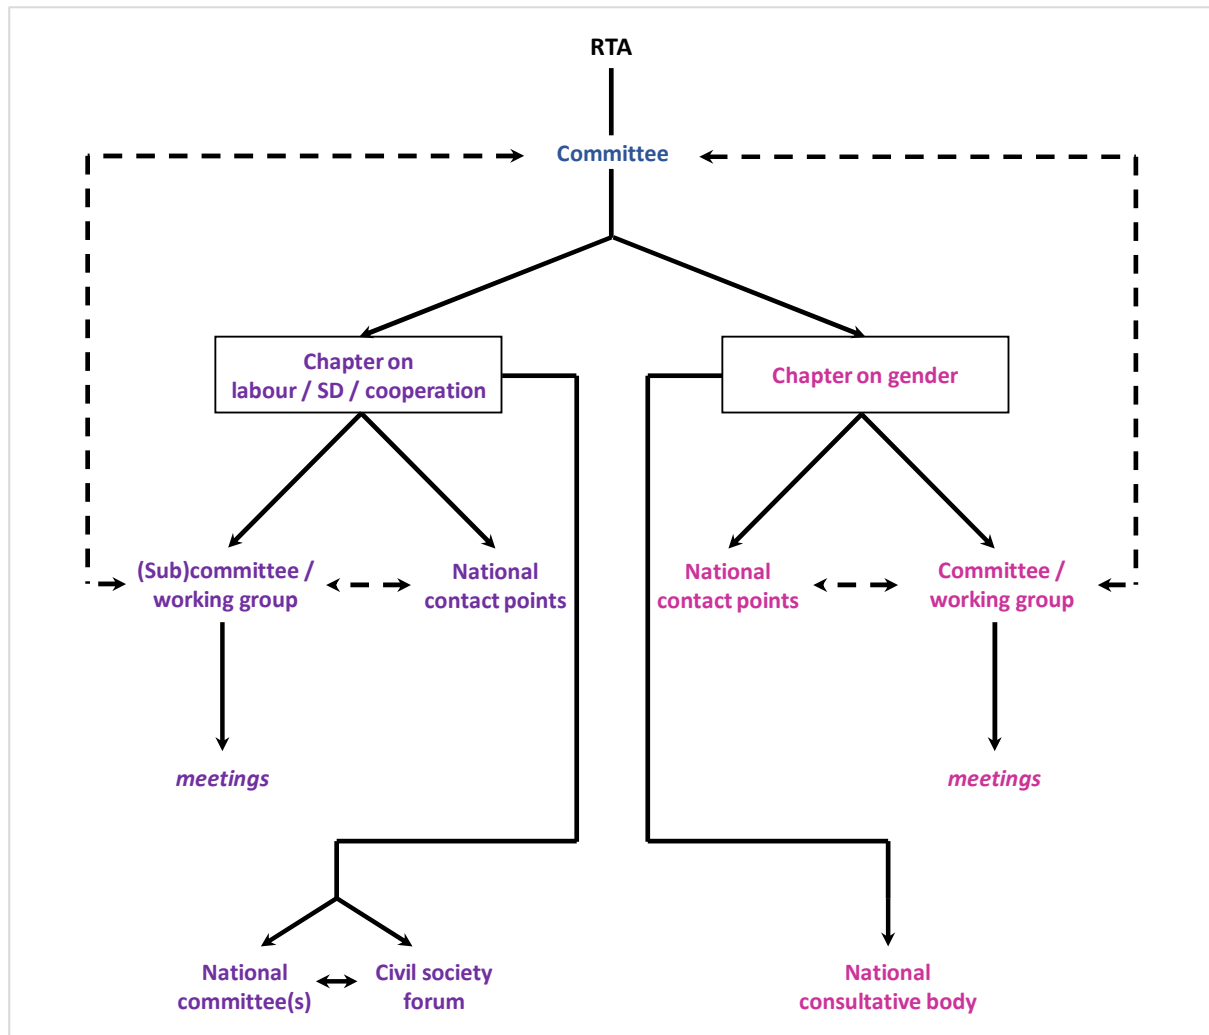 RTA
Committee
Chapter on
labour / SD / cooperation
Chapter on gender
(Sub)committee /
working group
National
contact points
National
contact points
Committee /
working group
meetings
meetings
National
committee(s)
Civil society
forum
National
consultative body